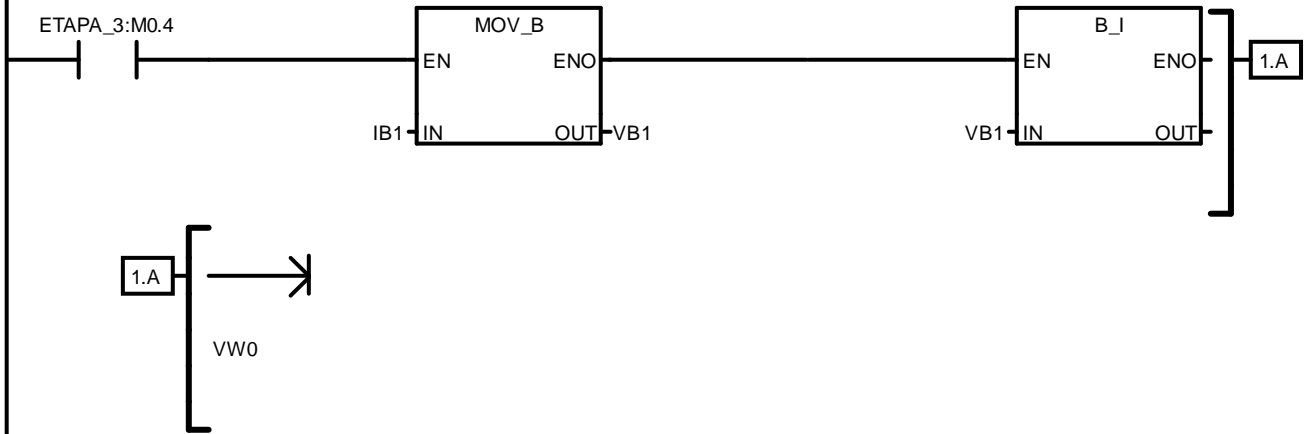 ETAPA_3:M0.4
MOV_B
B_I
EN ENO
EN ENO
1.A
IB1 IN OUT VB1
VB1 IN OUT
1.A
VW0